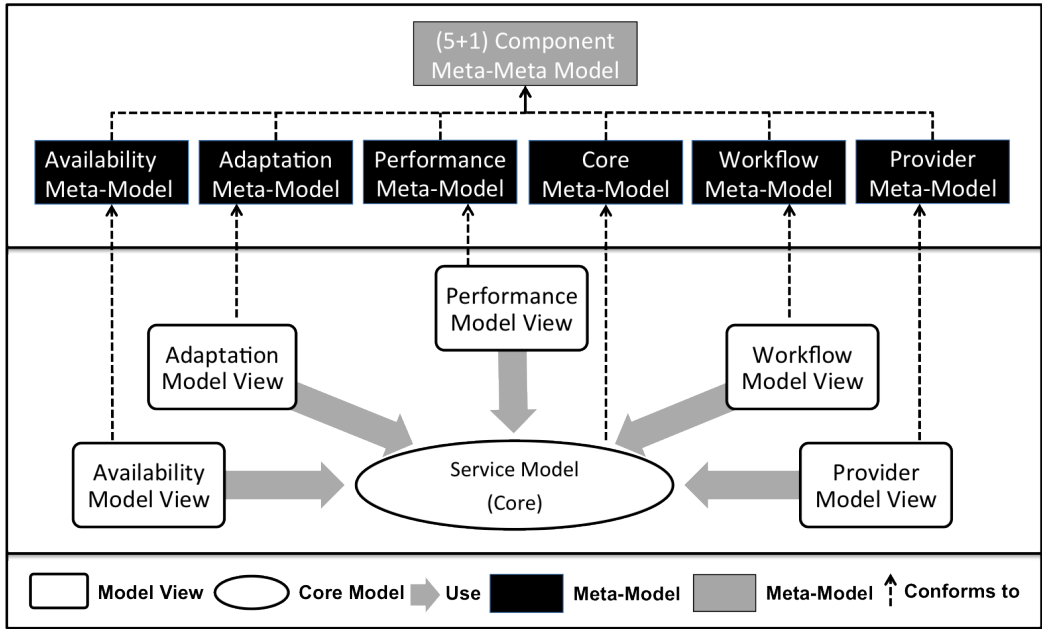 (5+1) Component
Meta-Meta Model
Availability
Meta-Model
Adaptation
Meta-Model
Performance
Meta-Model
Core
Meta-Model
Workflow
Meta-Model
Provider
Meta-Model
Performance
Model View
Adaptation
Model View
Workflow
Model View
Availability
Model View
Service Model
(Core)
Provider
Model View
Model View
Core Model
Use
Meta-Model
Meta-Model
Conforms to